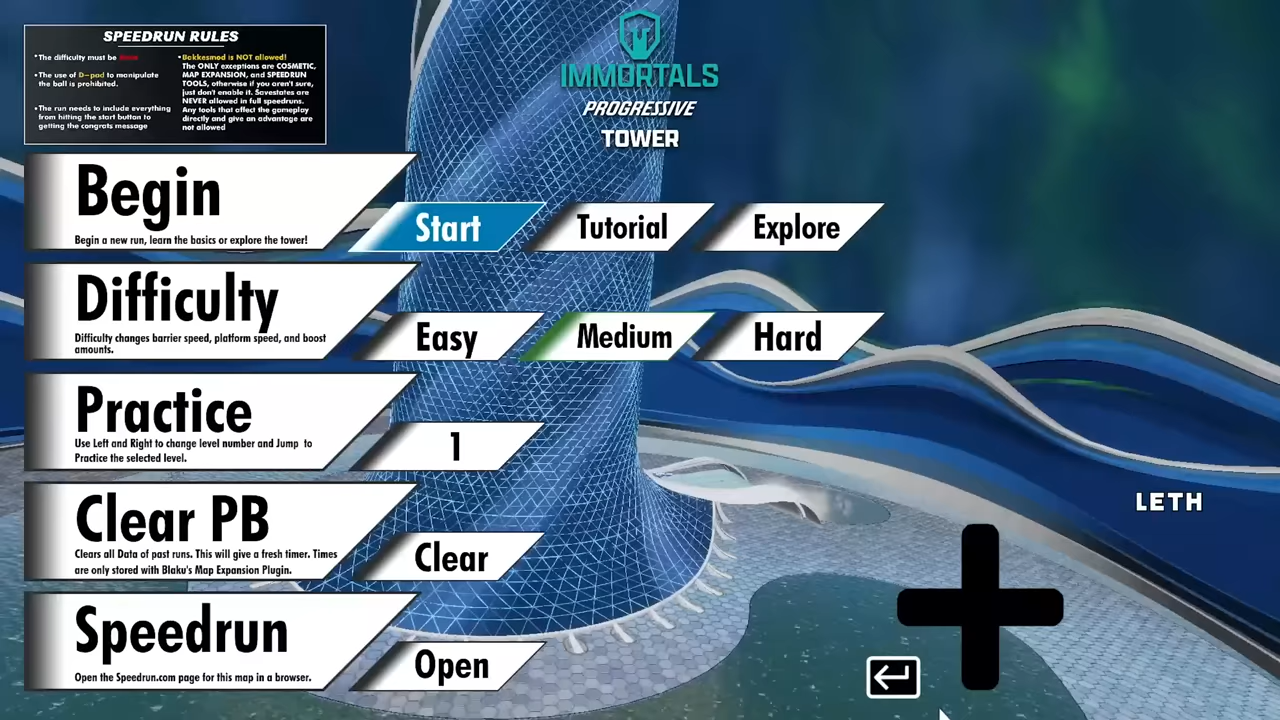 SPEEDRUN RULES
•The difficulty must be
•The use of D-pad to manipulate
the ball is prohibited.
•The run needs to include everything
from hitting the start button to
getting the congrats message
•Bakkesmod is NOT allowed!
The ONLY exceptions are COSMETIC,
MAP EXPANSION, and SPEEDRUN
TOOLS, otherwise if you aren't sure,
just don't enable it. Savestates are
NEVER allowed in full speedruns.
Any tools that affect the gameplay
directly and give an advantage are
not allowed
IMMORTALS
PROGRESSIVE
TOWER
Begin
Begin a new run, learn the basics or explore the tower!
Start
Tutorial
Explore
Difficulty
Difficulty changes barrier speed, platform speed, and boost
amounts.
Easy
Medium
Hard
Practice
Use Left and Right to change level number and Jump to
Practice the selected level.
1
Clear PB
Clears all Data of past runs. This will give a fresh timer. Times
are only stored with Blaku's Map Expansion Plugin.
Clear
Speedrun
Open the Speedrun.com page for this map in a browser.
Open
LETH